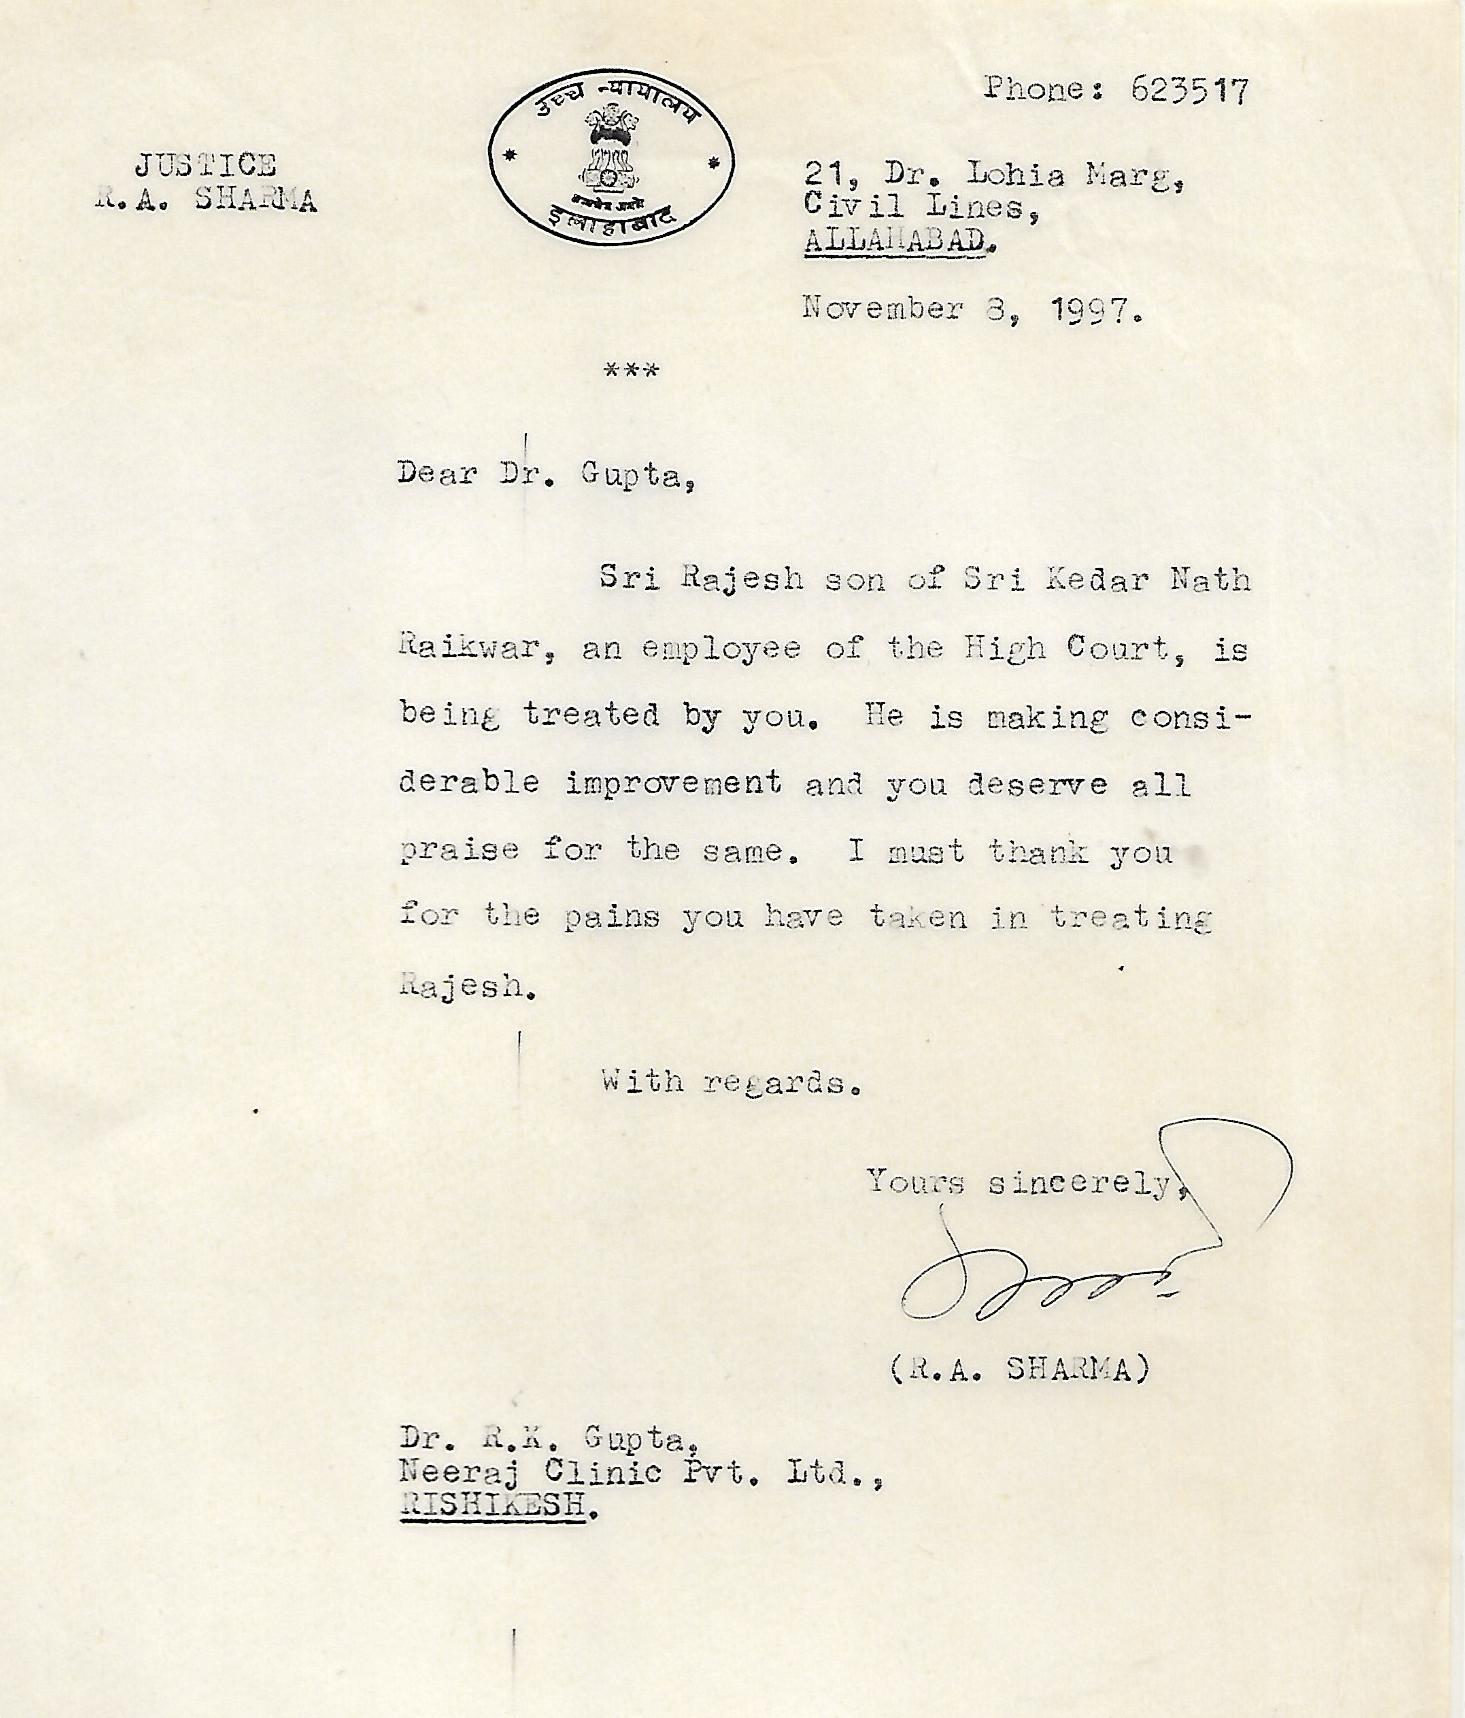 Phone: 623517
उच्च न्यायालय
सत्यमेव जयते
इलाहाबाद
JUSTICE
R.A. SHARMA
21, Dr. Lohia Marg,
Civil Lines,
ALLAHABAD.
November 8, 1997.
***
Dear Dr. Gupta,
Sri Rajesh son of Sri Kedar Nath
Raikwar, an employee of the High Court, is
being treated by you. He is making consi-
derable improvement and you deserve all
praise for the same. I must thank you
for the pains you have taken in treating
Rajesh.
With regards.
Yours sincerely,
(R.A. SHARMA)
Dr. R.K. Gupta,
Neeraj Clinic Pvt. Ltd.,
RISHIKESH.